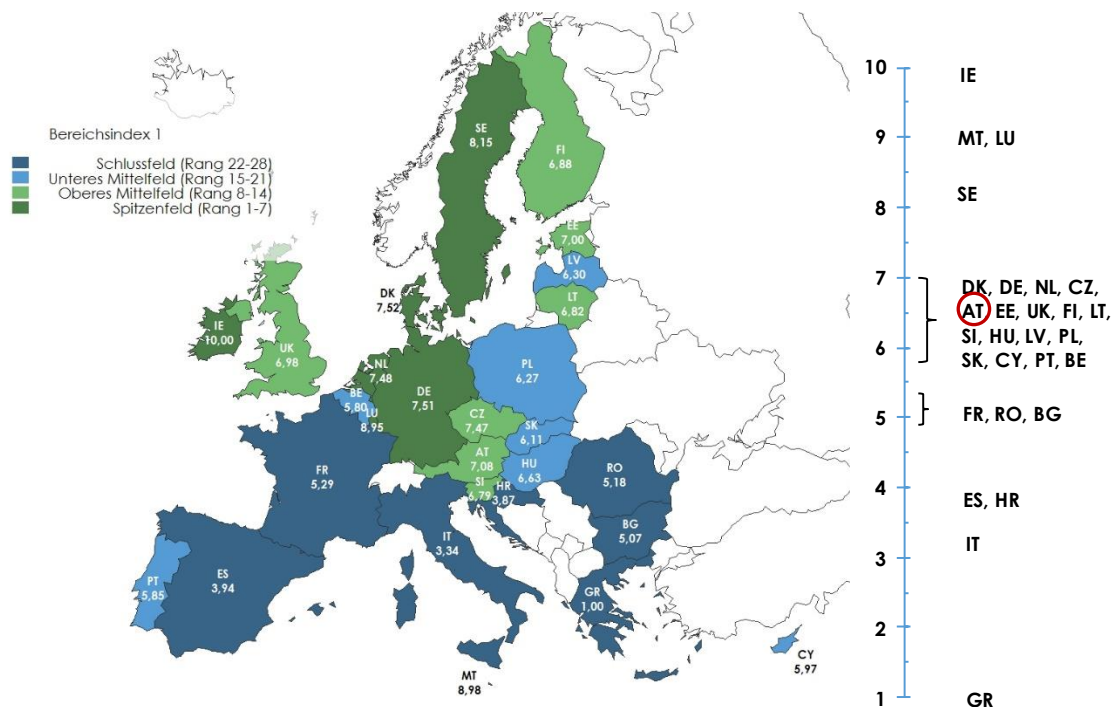 Bereichsindex 1
Schlussfeld (Rang 22-28)
Unteres Mittelfeld (Rang 15-21)
Oberes Mittelfeld (Rang 8-14)
Spitzenfeld (Rang 1-7)
SE
8,15
FI
6,88
EE
7,00
LV
6,30
LT
6,82
DK
7,52
IE
10,00
UK
6,98
NL
7,48
BE
5,80
LU
8,95
DE
7,51
PL
6,27
CZ
7,47
SK
6,11
AT
7,08
HU
6,63
SI
6,79
HR
3,87
FR
5,29
RO
5,18
BG
5,07
IT
3,34
PT
5,85
ES
3,94
GR
1,00
MT
8,98
CY
5,97
10
IE
9
MT, LU
8
SE
7
DK, DE, NL, CZ,
AT EE, UK, FI, LT,
SI, HU, LV, PL,
SK, CY, PT, BE
6
5
FR, RO, BG
4
ES, HR
3
IT
2
1
GR